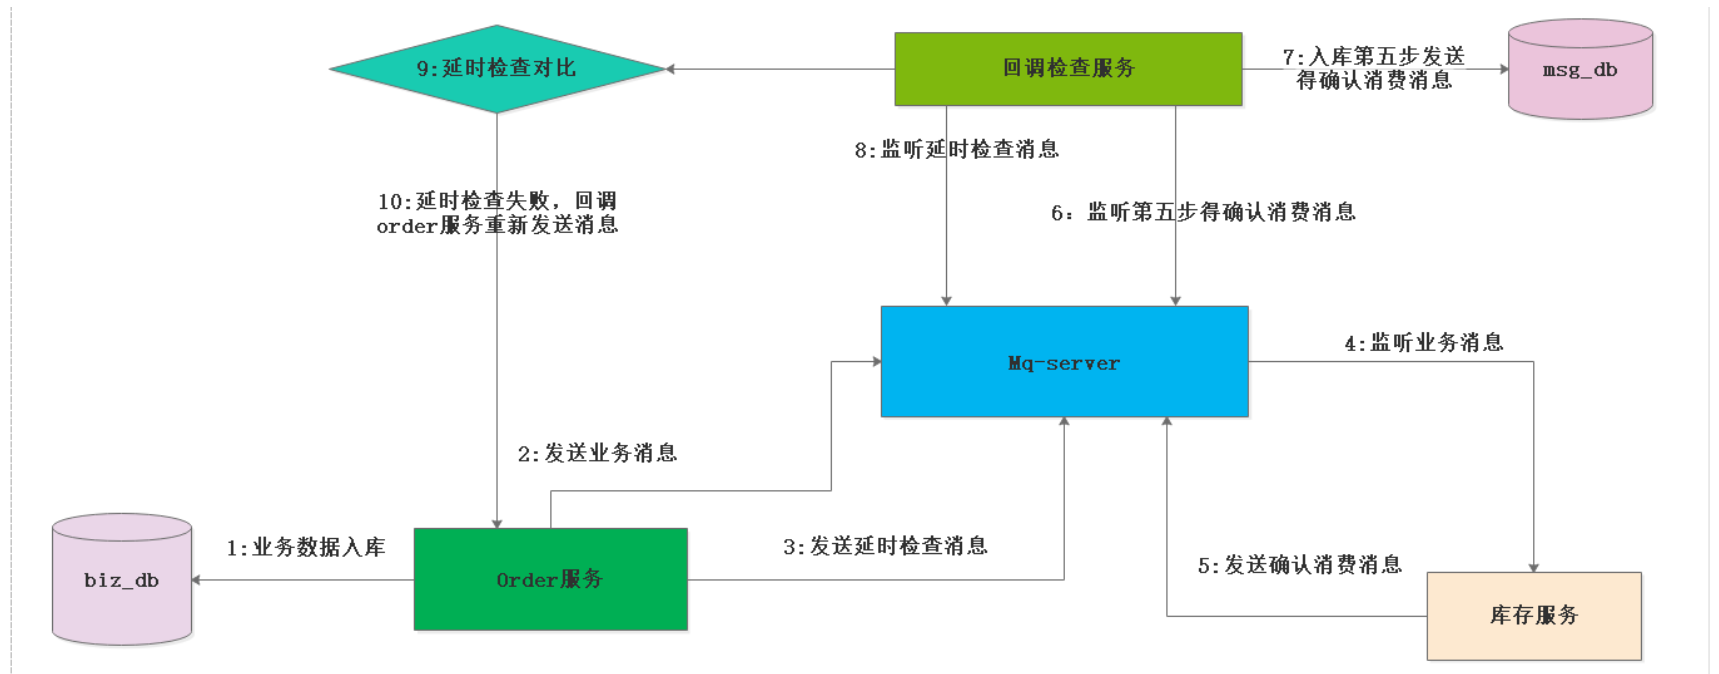 9:延时检查对比
回调检查服务
7:入库第五步发送
得确认消费消息
msg_db
8:监听延时检查消息
10:延时检查失败，回调
order服务重新发送消息
6：监听第五步得确认消费消息
Mq-server
4:监听业务消息
2:发送业务消息
1:业务数据入库
3:发送延时检查消息
5:发送确认消费消息
biz_db
Order服务
库存服务